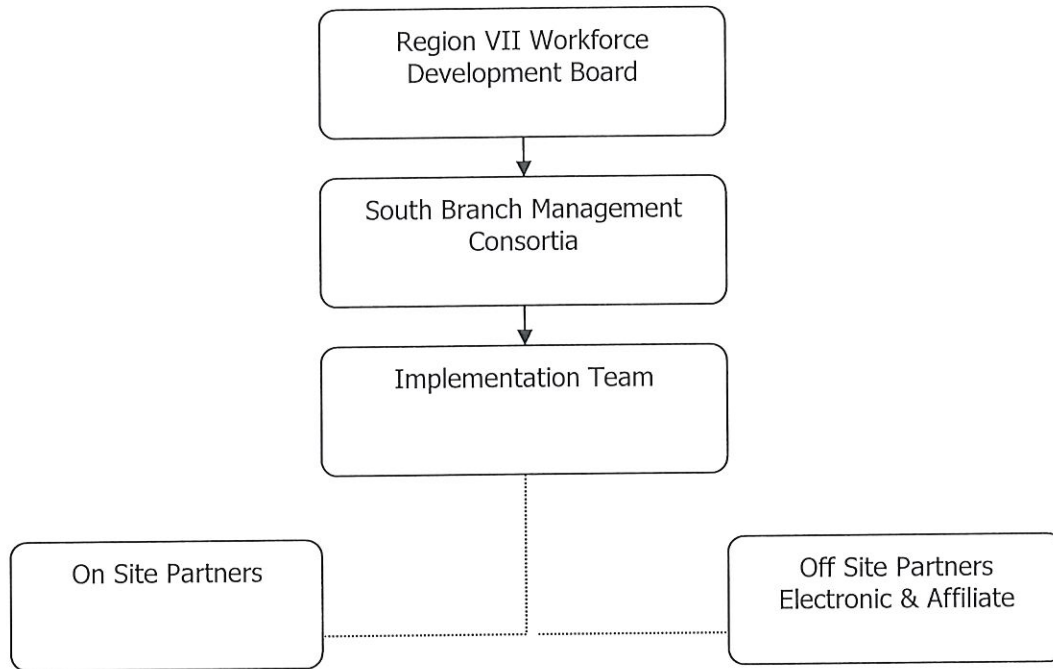 Region VII Workforce
Development Board
South Branch Management
Consortia
Implementation Team
On Site Partners
Off Site Partners
Electronic & Affiliate